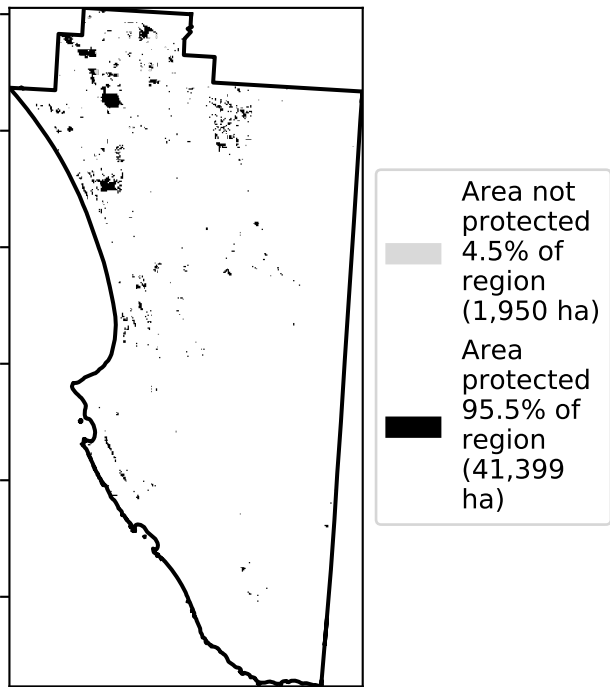 Area not
protected
4.5% of
region
(1,950 ha)
Area
protected
95.5% of
region
(41,399
ha)